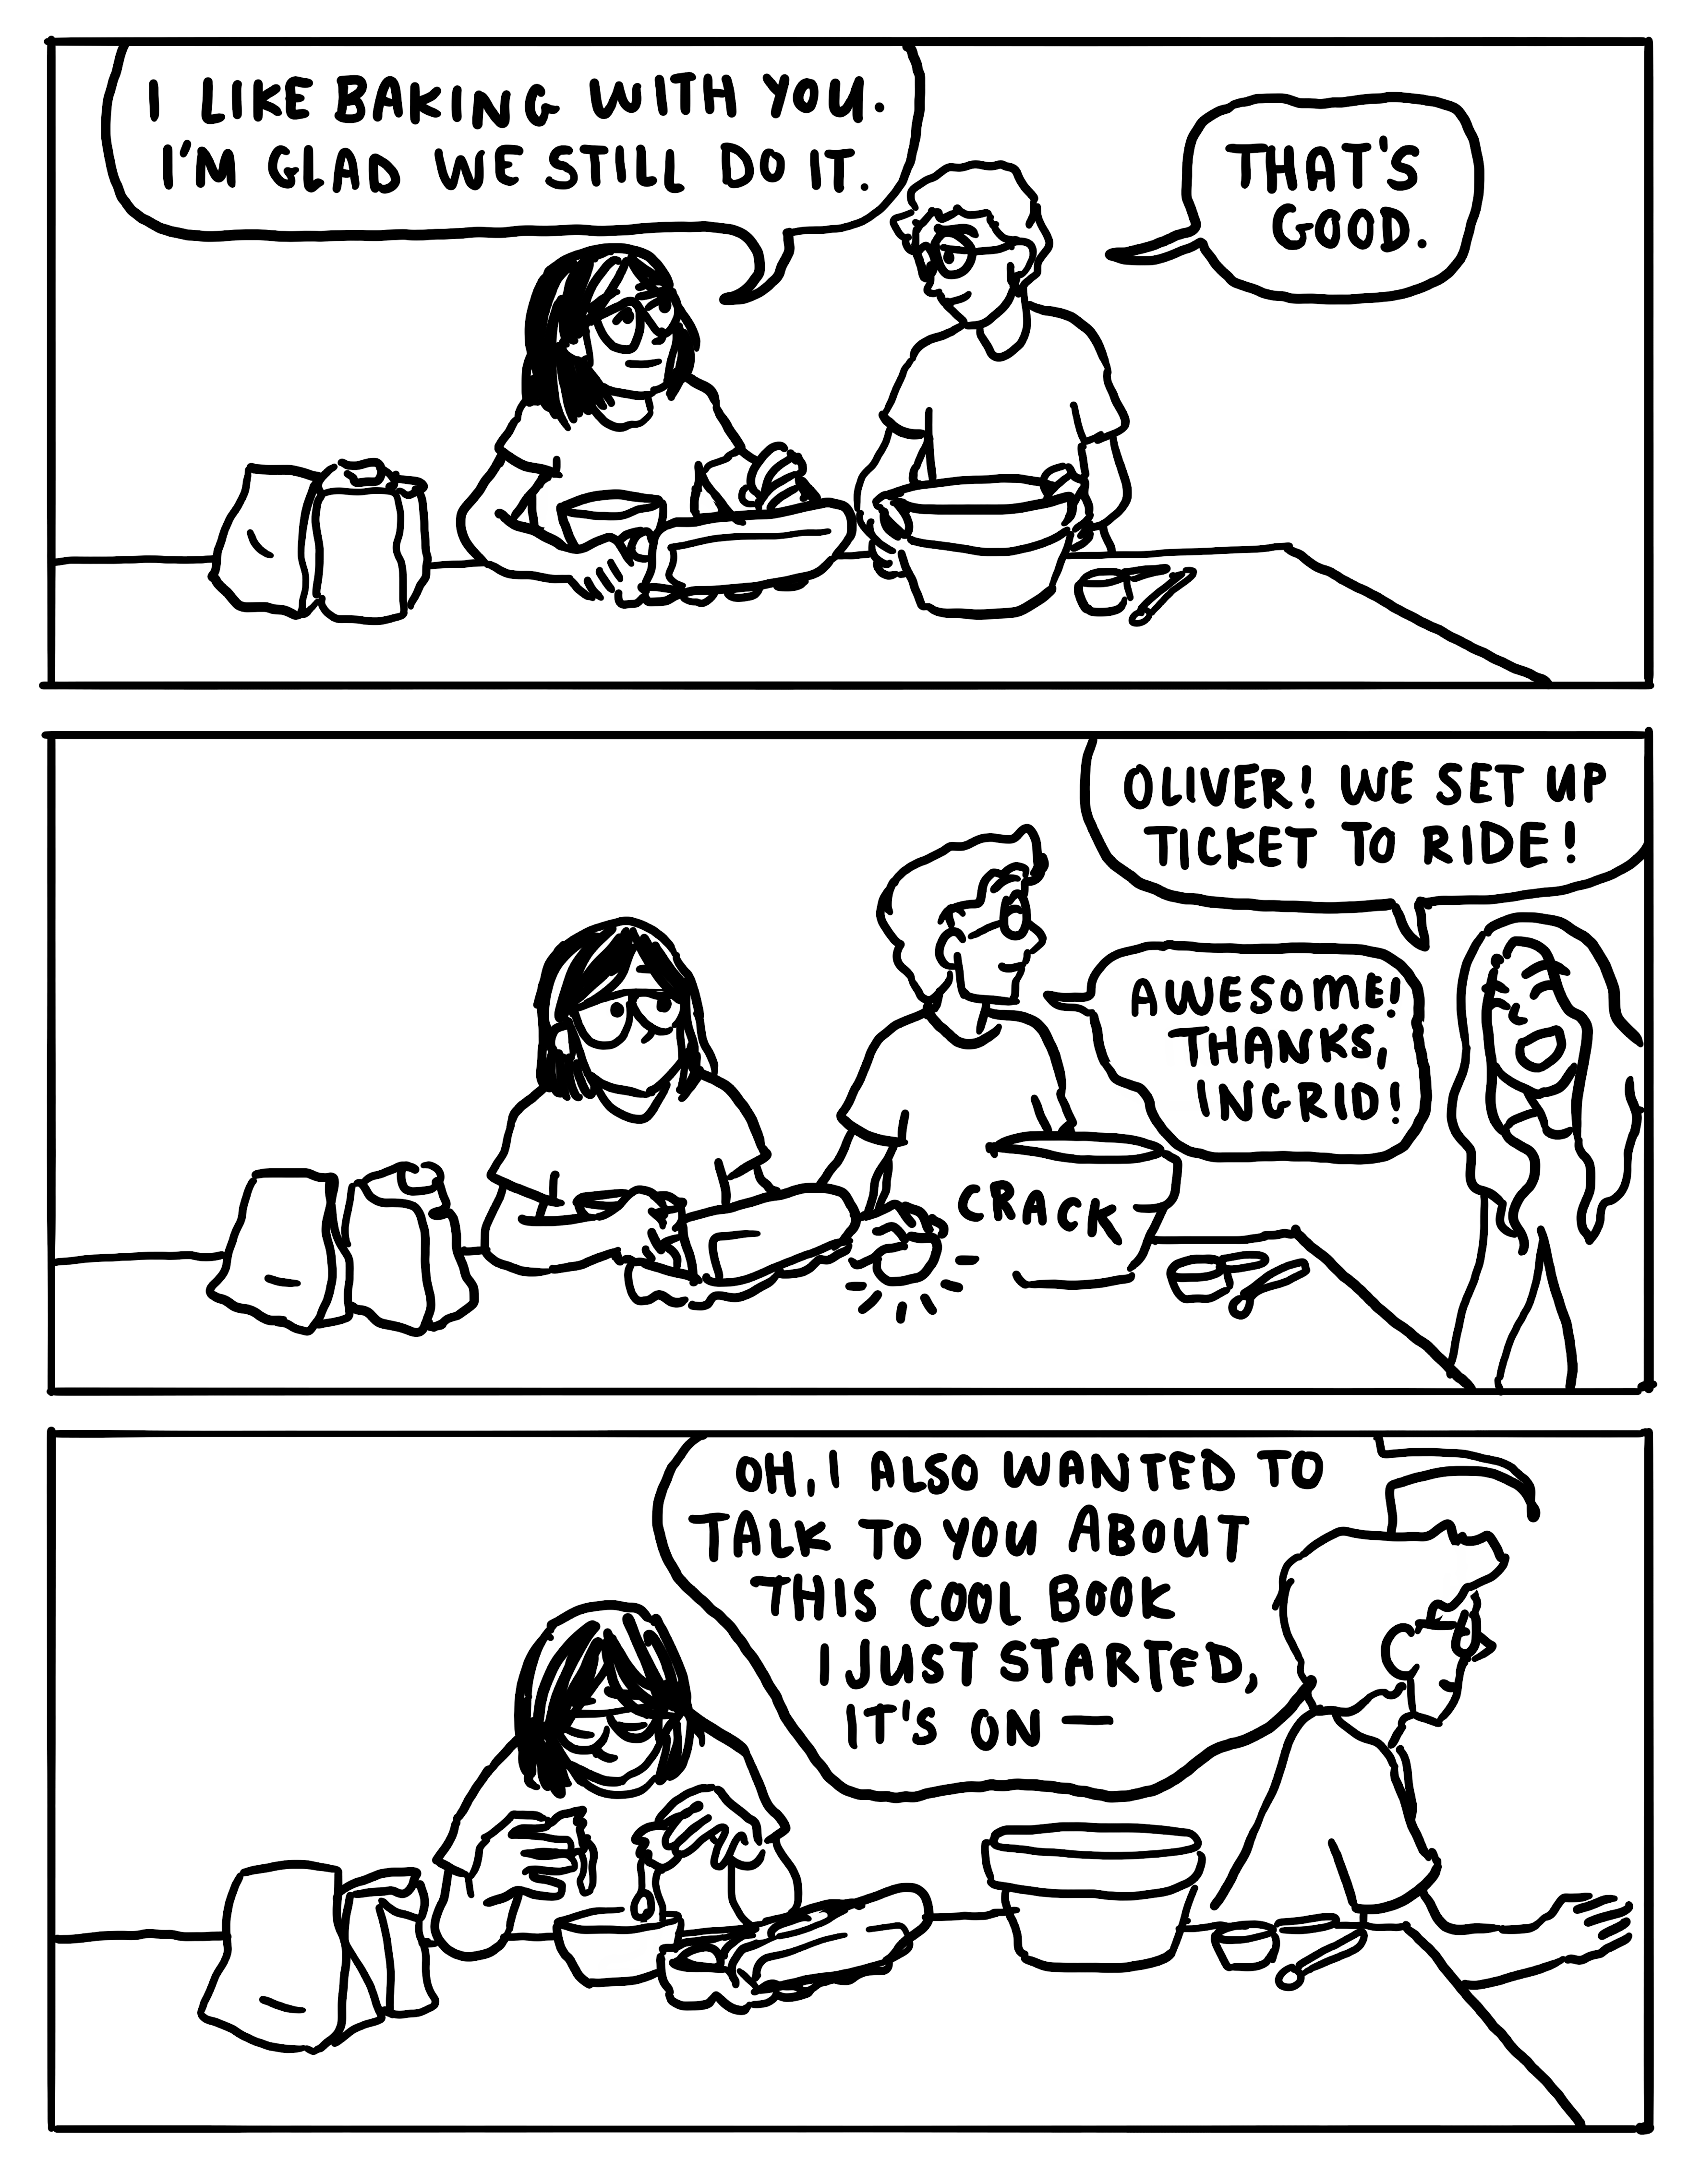 I LIKE BAKING WITH YOU.
I'M GLAD WE STILL DO IT.
THAT'S
GOOD.
OLIVER! WE SET UP
TICKET TO RIDE!
AWESOME!
THANKS,
INGRID!
CRACK
OH, I ALSO WANTED TO
TALK TO YOU ABOUT
THIS COOL BOOK
I JUST STARTED,
IT'S ON —